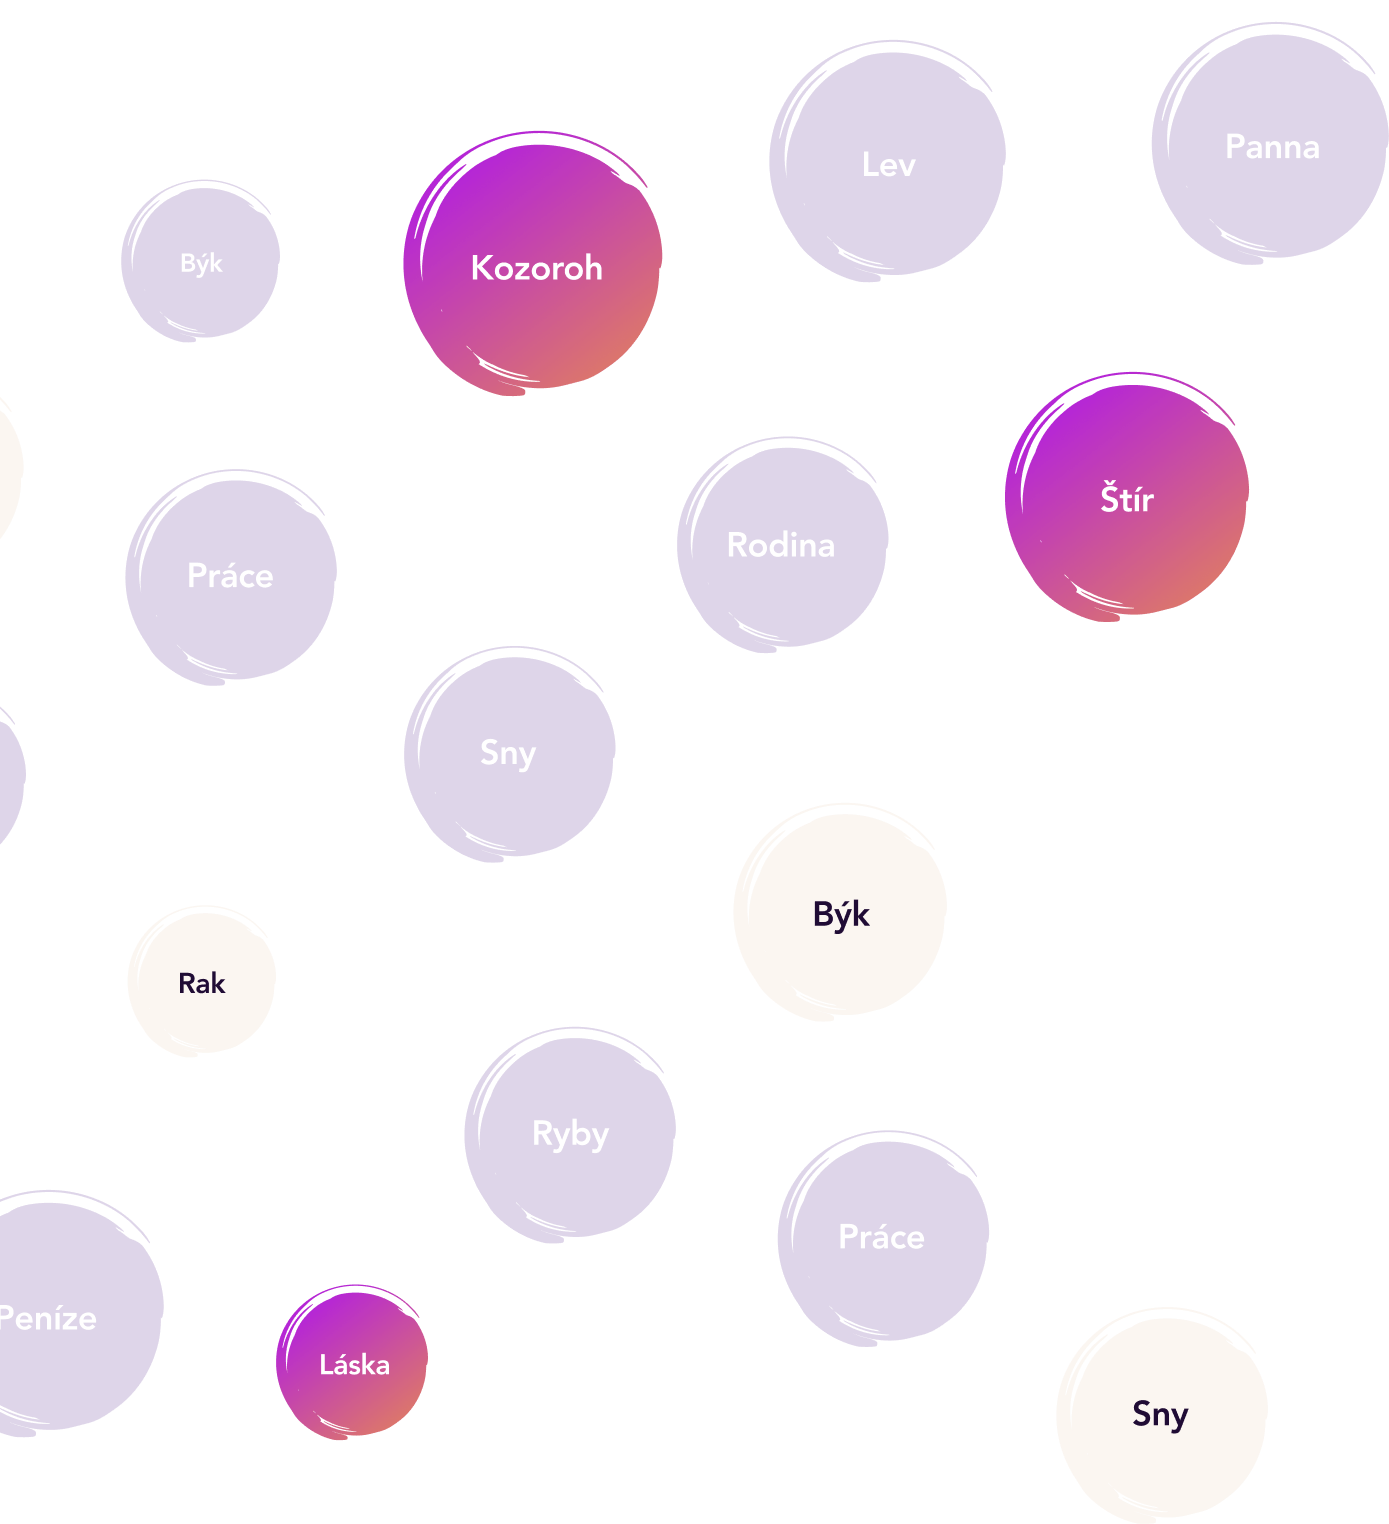 Lev
Panna
Býk
Kozoroh
Štír
Rodina
Práce
Sny
Býk
Rak
Ryby
Práce
Peníze
Láska
Sny